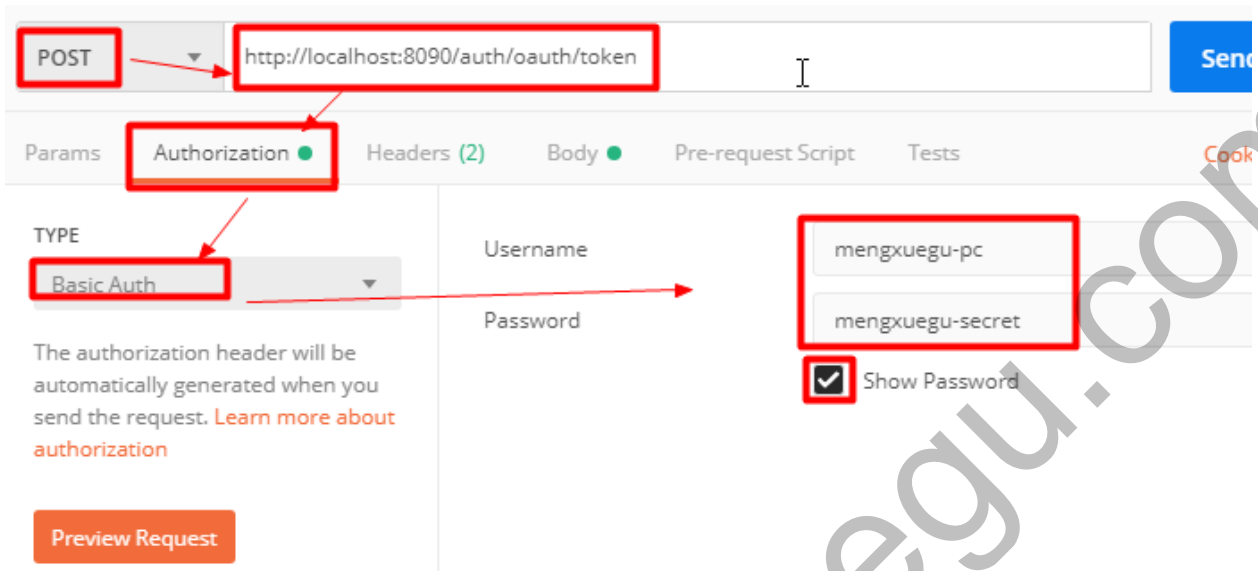 POST
http://localhost:8090/auth/oauth/token
Send
Params Authorization Headers (2) Body Pre-request Script Tests
TYPE
Basic Auth
The authorization header will be
automatically generated when you
send the request. Learn more about
authorization
Preview Request
Username mengxuegu-pc
Password mengxuegu-secret
Show Password
egu.com